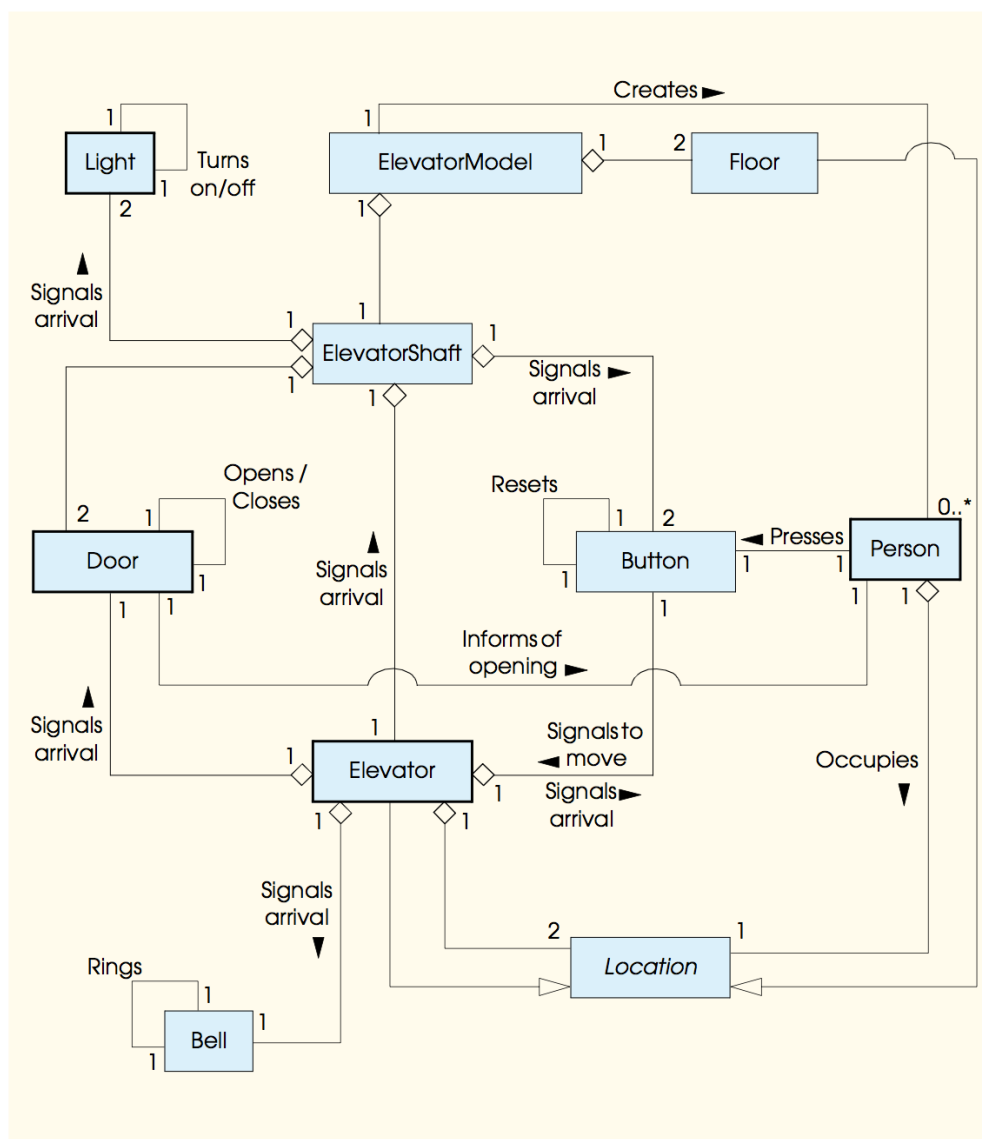 Creates
1
1
Light
Turns
on/off
1
2
ElevatorModel
1
2
Floor
1
Signals
arrival
1
1
ElevatorShaft
1
1
1
Signals
arrival
Opens /
Closes
Resets
2
1
1
2
0..*
Door
1
1
1
Signals
arrival
Button
1
1
Presses
1
1
Person
1
1
Informs of
opening
Signals
arrival
1
1
Elevator
1
Signals to
move
Signals
arrival
Occupies
1
1
Signals
arrival
2
1
Location
Rings
1
1
Bell
1